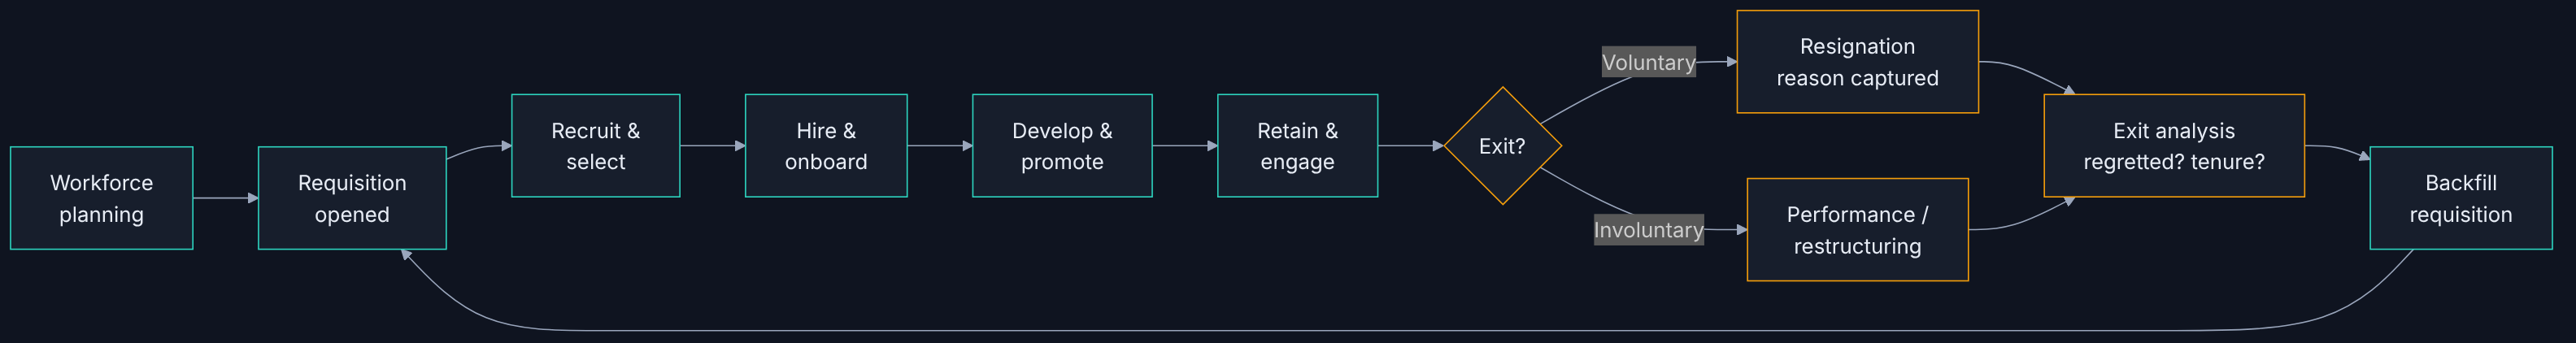 Workforce
planning
Requisition
opened
Recruit &
select
Hire &
onboard
Develop &
promote
Retain &
engage
Exit?
Voluntary
Involuntary
Resignation
reason captured
Performance /
restructuring
Exit analysis
regretted? tenure?
Backfill
requisition